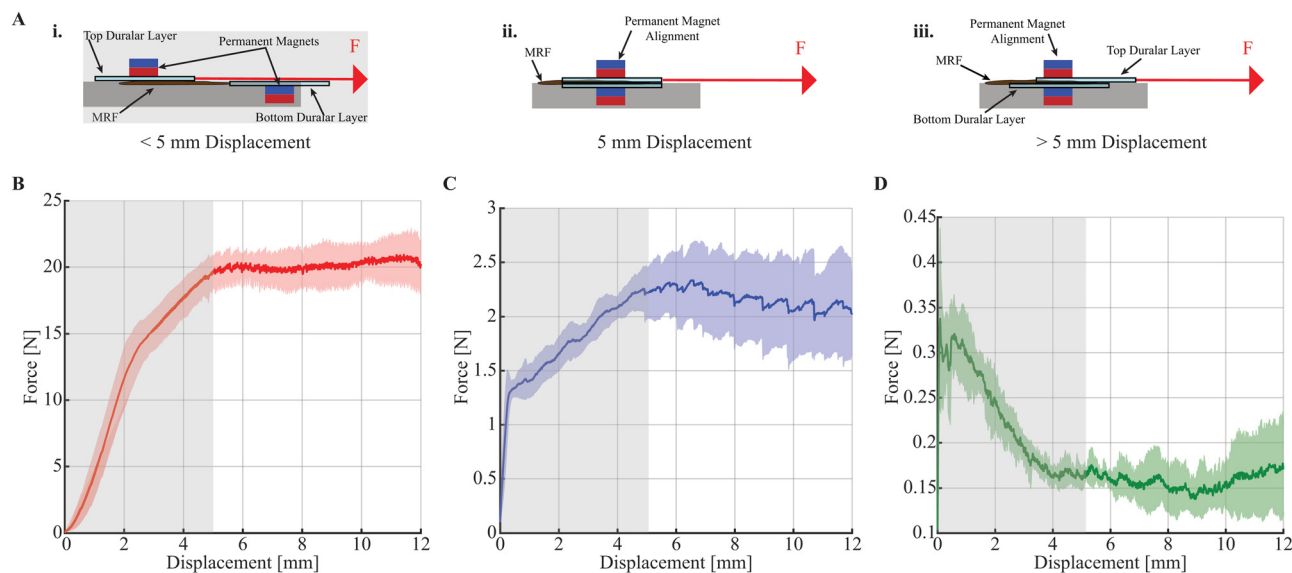 A
i.
Top Duralar Layer
Permanent Magnets
F
MRF
Bottom Duralar Layer
< 5 mm Displacement
ii.
Permanent Magnet
Alignment
MRF
F
5 mm Displacement
iii.
Permanent Magnet
Alignment
Top Duralar Layer
F
MRF
Bottom Duralar Layer
> 5 mm Displacement
B
25
20
15
10
5
0
Force [N]
0 2 4 6 8 10 12
Displacement [mm]
C
3
2.5
2
1.5
1
0.5
0
Force [N]
0 2 4 6 8 10 12
Displacement [mm]
D
0.45
0.4
0.35
0.3
0.25
0.2
0.15
0.1
Force [N]
0 2 4 6 8 10 12
Displacement [mm]